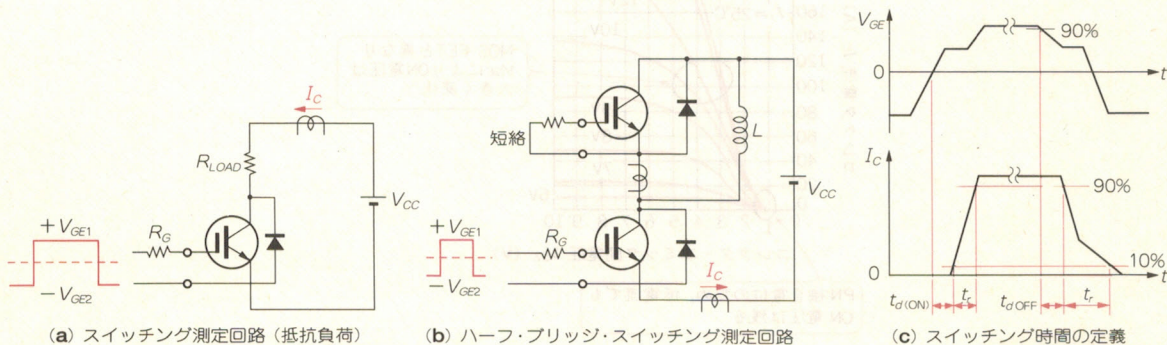 I_C
R_LOAD
V_CC
+V_GE1
−V_GE2
R_G
(a) スイッチング測定回路（抵抗負荷）
短絡
L
V_CC
+V_GE1
−V_GE2
R_G
I_C
(b) ハーフ・ブリッジ・スイッチング測定回路
V_GE
90%
0
t
I_C
90%
10%
0
t
t_d(ON) t_r t_d OFF t_r
(c) スイッチング時間の定義